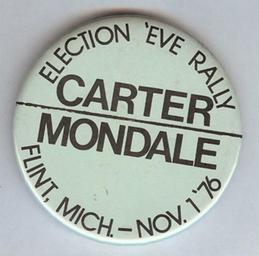 ELECTION 'EVE RALLY
CARTER
MONDALE
FLINT, MICH. – NOV. 1 '76